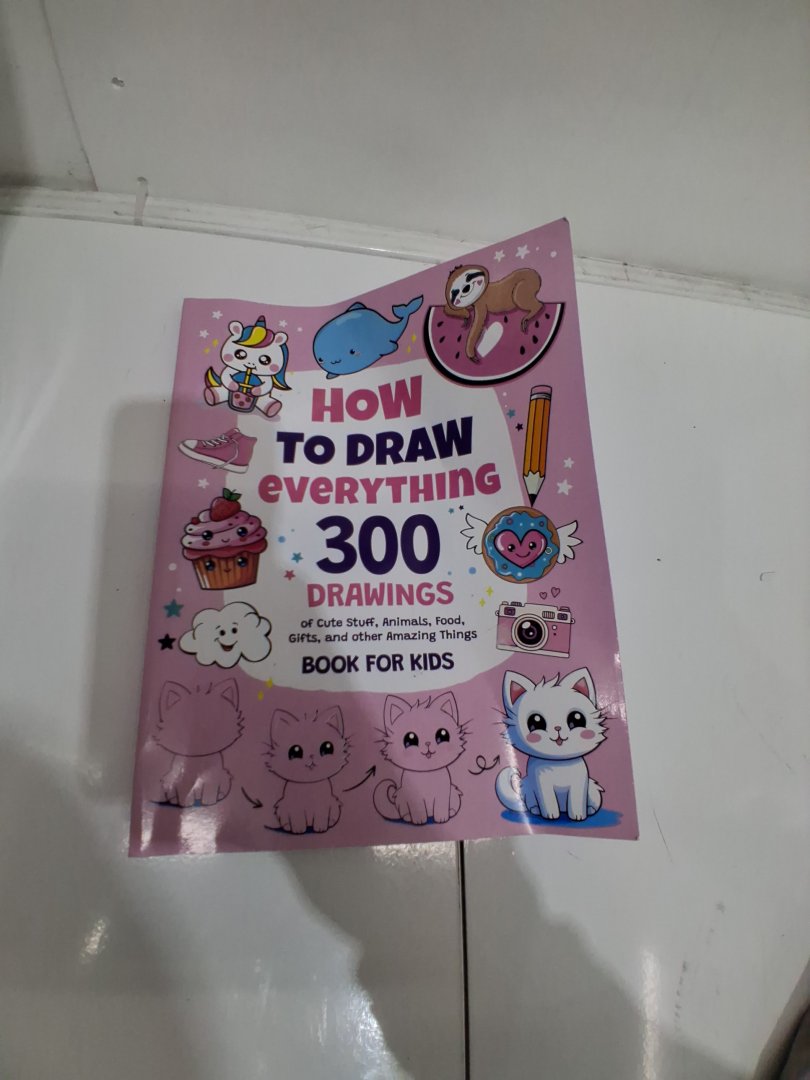 HOW
TO DRAW
EVERYTHING
300
DRAWINGS
of Cute Stuff, Animals, Food,
Gifts, and other Amazing Things
BOOK FOR KIDS